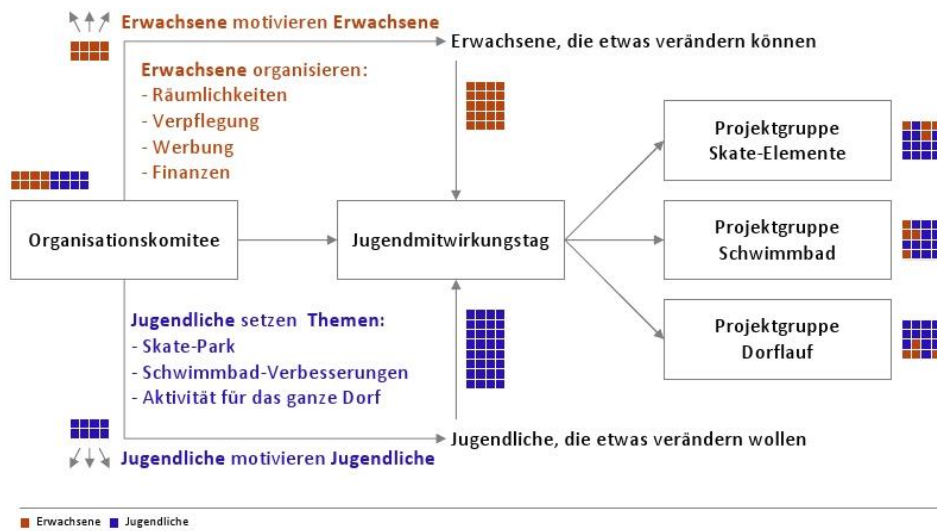 Erwachsene motivieren Erwachsene
Erwachsene, die etwas verändern können
Erwachsene organisieren:
- Räumlichkeiten
- Verpflegung
- Werbung
- Finanzen
Organisationskomitee
Jugendmitwirkungstag
Projektgruppe
Skate-Elemente
Projektgruppe
Schwimmbad
Projektgruppe
Dorflauf
Jugendliche setzen Themen:
- Skate-Park
- Schwimmbad-Verbesserungen
- Aktivität für das ganze Dorf
Jugendliche, die etwas verändern wollen
Jugendliche motivieren Jugendliche
Erwachsene Jugendliche